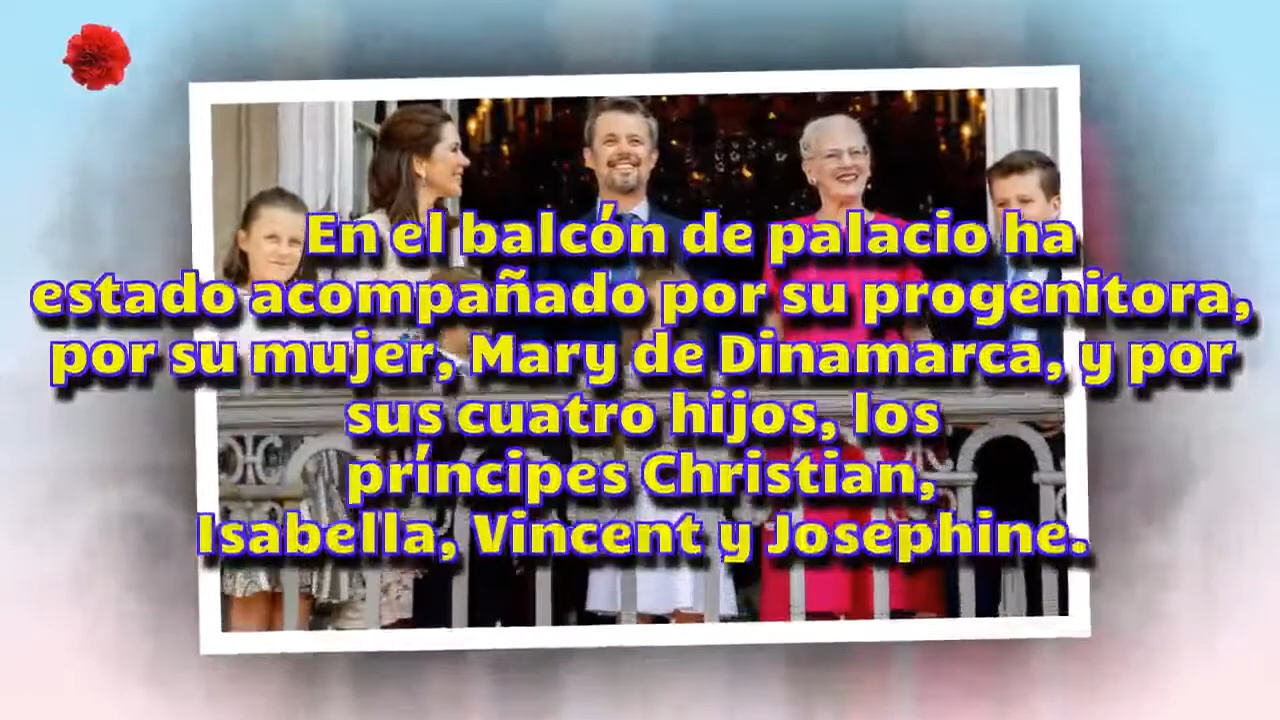 En el balcón de palacio ha
estado acompañado por su progenitora,
por su mujer, Mary de Dinamarca, y por
sus cuatro hijos, los
príncipes Christian,
Isabella, Vincent y Josephine.